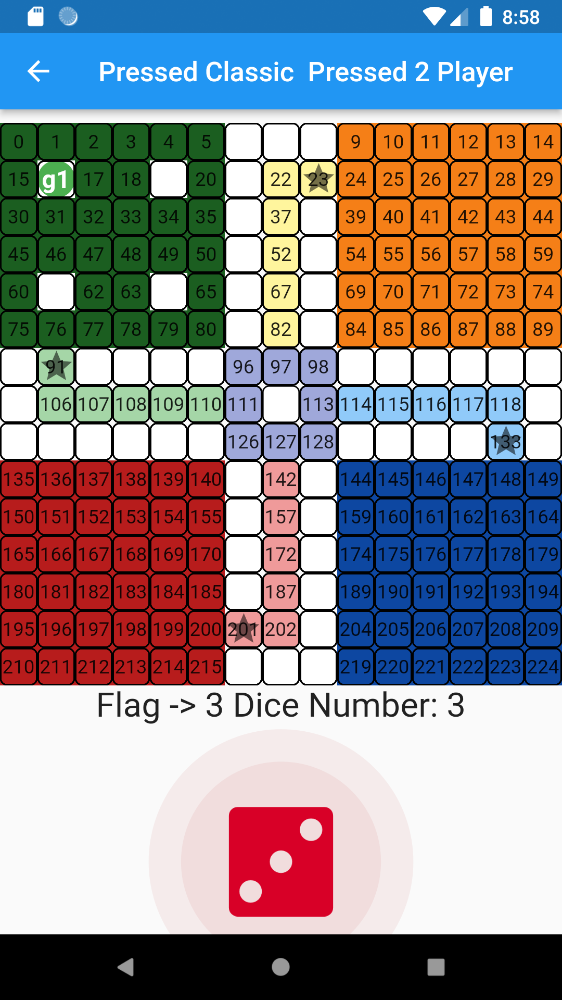 8:58
Pressed Classic  Pressed 2 Player
0 1 2 3 4 5 9 10 11 12 13 14
15 g1 17 18 20 22 23 24 25 26 27 28 29
30 31 32 33 34 35 37 39 40 41 42 43 44
45 46 47 48 49 50 52 54 55 56 57 58 59
60 62 63 65 67 69 70 71 72 73 74
75 76 77 78 79 80 82 84 85 86 87 88 89
91 96 97 98
106 107 108 109 110 111 113 114 115 116 117 118
126 127 128 133
135 136 137 138 139 140 142 144 145 146 147 148 149
150 151 152 153 154 155 157 159 160 161 162 163 164
165 166 167 168 169 170 172 174 175 176 177 178 179
180 181 182 183 184 185 187 189 190 191 192 193 194
195 196 197 198 199 200 201 202 204 205 206 207 208 209
210 211 212 213 214 215 219 220 221 222 223 224
Flag -> 3 Dice Number: 3